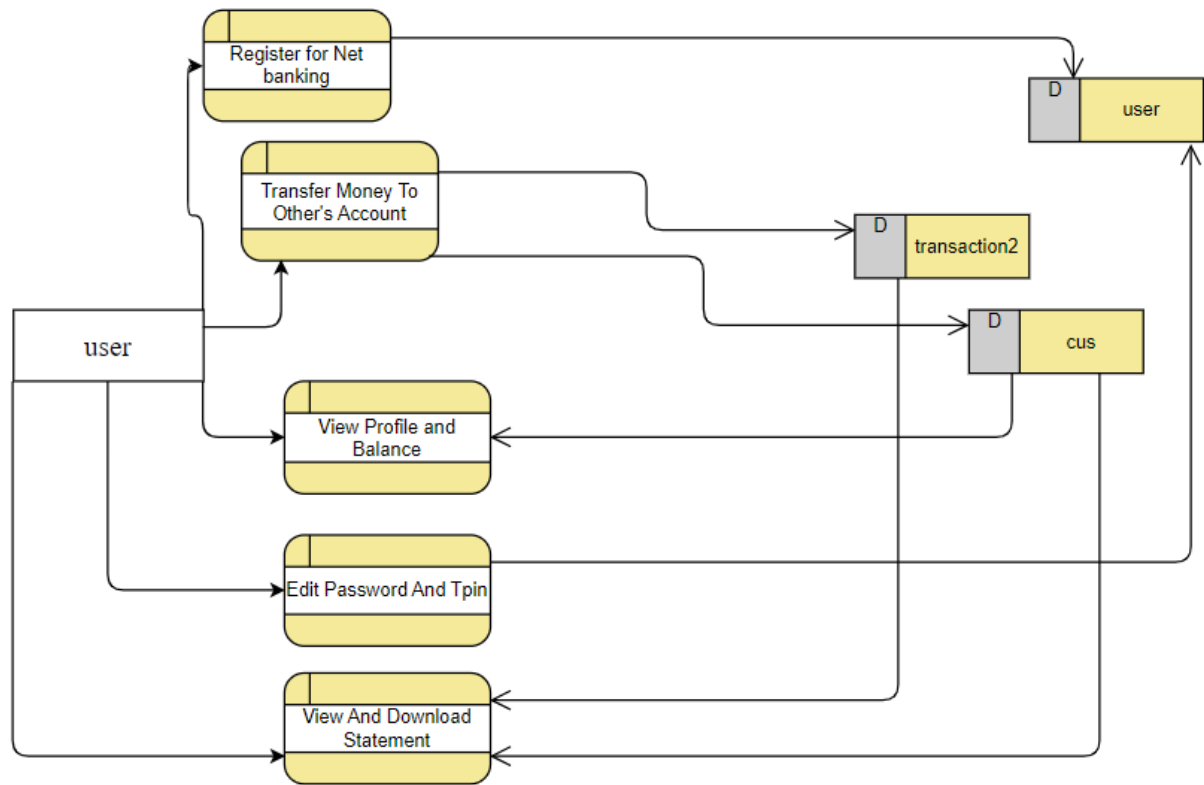 Register for Net
banking
D
user
Transfer Money To
Other's Account
D
transaction2
user
D
cus
View Profile and
Balance
Edit Password And Tpin
View And Download
Statement